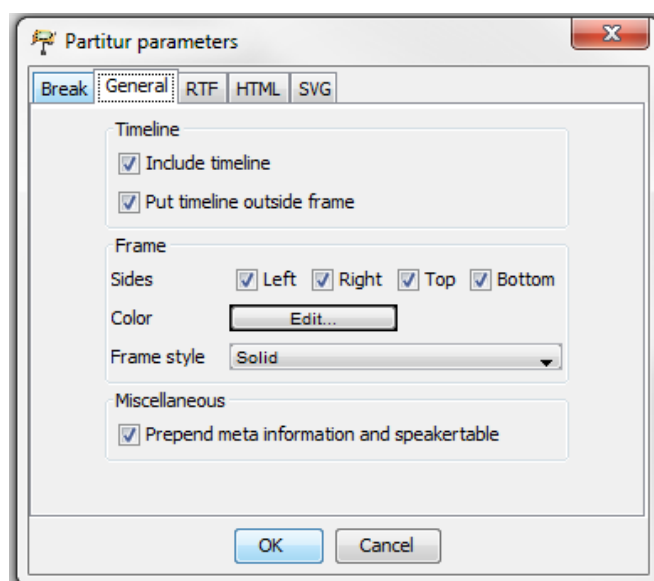 Partitur parameters
Break General RTF HTML SVG
Timeline
Include timeline
Put timeline outside frame
Frame
Sides Left Right Top Bottom
Color Edit...
Frame style Solid
Miscellaneous
Prepend meta information and speakertable
OK Cancel